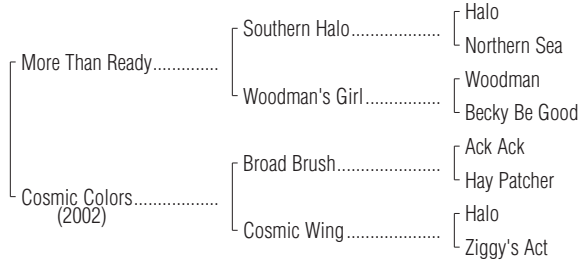 Halo
Southern Halo.....................
Northern Sea
More Than Ready...............
Woodman
Woodman's Girl..................
Becky Be Good
Ack Ack
Broad Brush........................
Hay Patcher
Cosmic Colors...................
(2002)
Halo
Cosmic Wing......................
Ziggy's Act